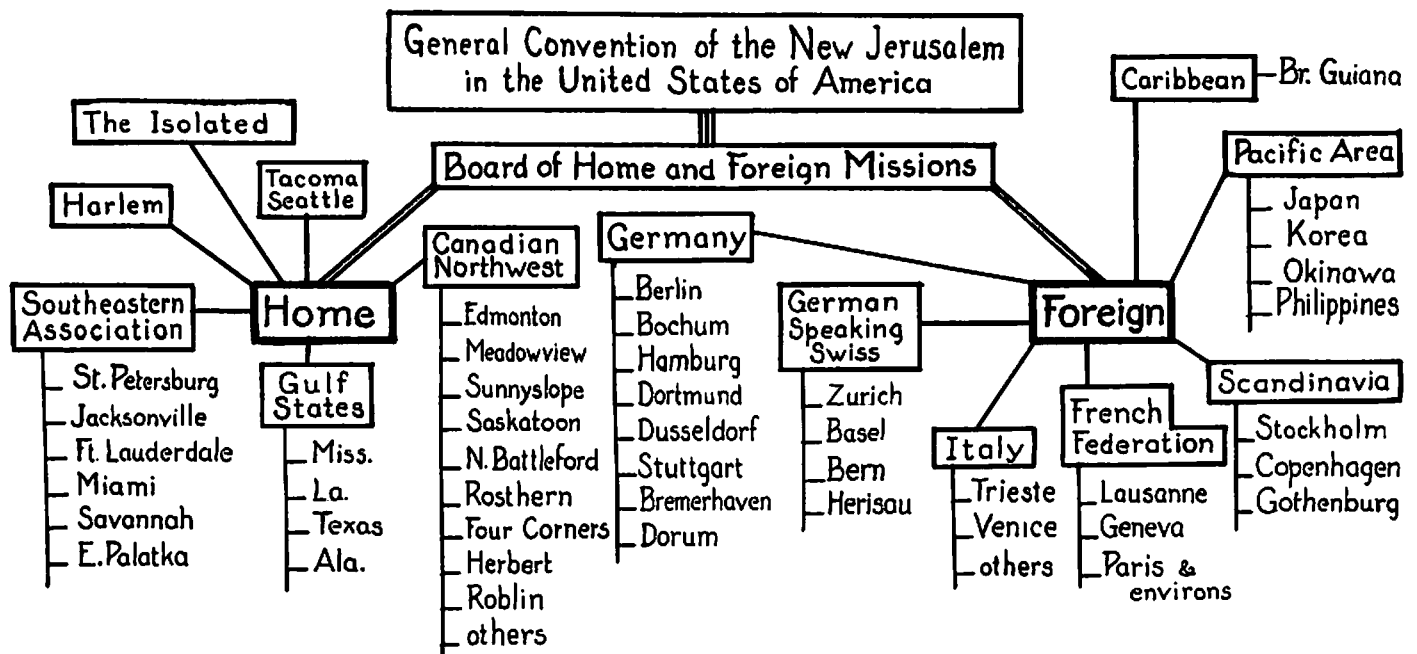 General Convention of the New Jerusalem
in the United States of America
Board of Home and Foreign Missions
The Isolated
Harlem
Tacoma
Seattle
Home
Southeastern
Association
St. Petersburg
Jacksonville
Ft. Lauderdale
Miami
Savannah
E. Palatka
Gulf
States
Miss.
La.
Texas
Ala.
Canadian
Northwest
Edmonton
Meadowview
Sunnyslope
Saskatoon
N. Battleford
Rosthern
Four Corners
Herbert
Roblin
others
Foreign
Germany
Berlin
Bochum
Hamburg
Dortmund
Dusseldorf
Stuttgart
Bremerhaven
Dorum
German
Speaking
Swiss
Zurich
Basel
Bern
Herisau
Italy
Trieste
Venice
others
French
Federation
Lausanne
Geneva
Paris &
environs
Caribbean
Br. Guiana
Pacific Area
Japan
Korea
Okinawa
Philippines
Scandinavia
Stockholm
Copenhagen
Gothenburg